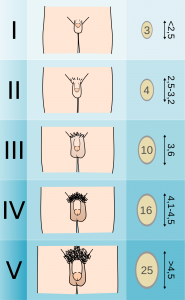 I 3 <2,5
II 4 2,5-3,2
III 10 3,6
IV 16 4,1-4,5
V 25 >4,5